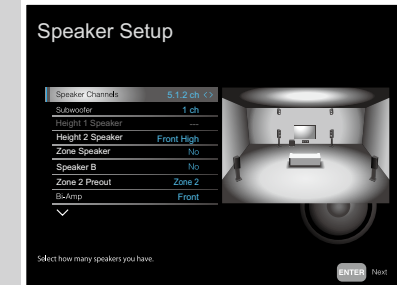 Speaker Setup
Speaker Channels 5.1.2 ch <>
Subwoofer 1 ch
Height 1 Speaker ---
Height 2 Speaker Front High
Zone Speaker No
Speaker B No
Zone 2 Preout Zone 2
Bi-Amp Front
Select how many speakers you have.
ENTER Next